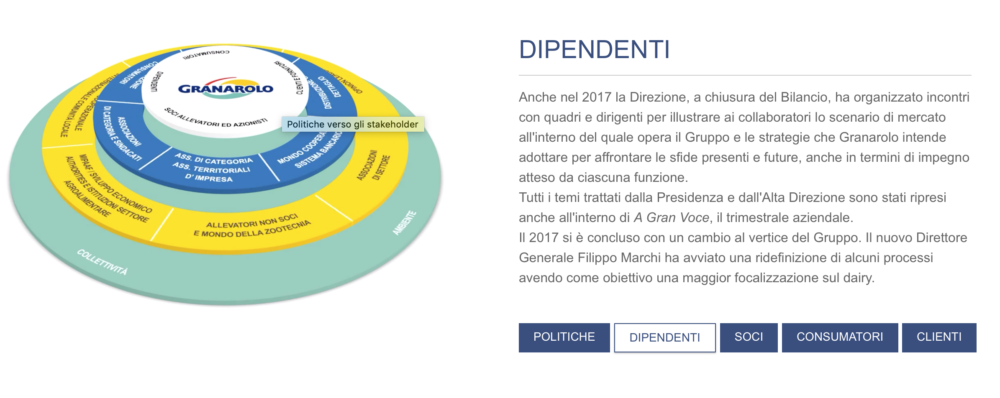 CONSUMATORI
DIPENDENTI
CLIENTI E FORNITORI
GRANAROLO
SOCI ALLEVATORI ED AZIONISTI
CONSUMATORI
DISTRIBUZIONE
DETTAGLIO
ASSOCIAZIONI
DI CATEGORIA E SINDACATI
ASS. DI CATEGORIA
ASS. TERRITORIALI
D' IMPRESA
MONDO
SISTEMA BANCARIO
OPINION
INTERNAZIONALE COMUNITÀ LOCALE
MIPAAF / SVILUPPO ECONOMICO
AUTHORITIES E ISTITUZIONI SETTORE
AGROALIMENTARE
ALLEVATORI NON SOCI
E MONDO DELLA ZOOTECNIA
ASSOCIAZIONI
DI SETTORE
COLLETTIVITÀ
AMBIENTE
Politiche verso gli stakeholder
DIPENDENTI
Anche nel 2017 la Direzione, a chiusura del Bilancio, ha organizzato incontri
con quadri e dirigenti per illustrare ai collaboratori lo scenario di mercato
all'interno del quale opera il Gruppo e le strategie che Granarolo intende
adottare per affrontare le sfide presenti e future, anche in termini di impegno
atteso da ciascuna funzione.
Tutti i temi trattati dalla Presidenza e dall'Alta Direzione sono stati ripresi
anche all'interno di A Gran Voce, il trimestrale aziendale.
Il 2017 si è concluso con un cambio al vertice del Gruppo. Il nuovo Direttore
Generale Filippo Marchi ha avviato una ridefinizione di alcuni processi
avendo come obiettivo una maggior focalizzazione sul dairy.
POLITICHE
DIPENDENTI
SOCI
CONSUMATORI
CLIENTI